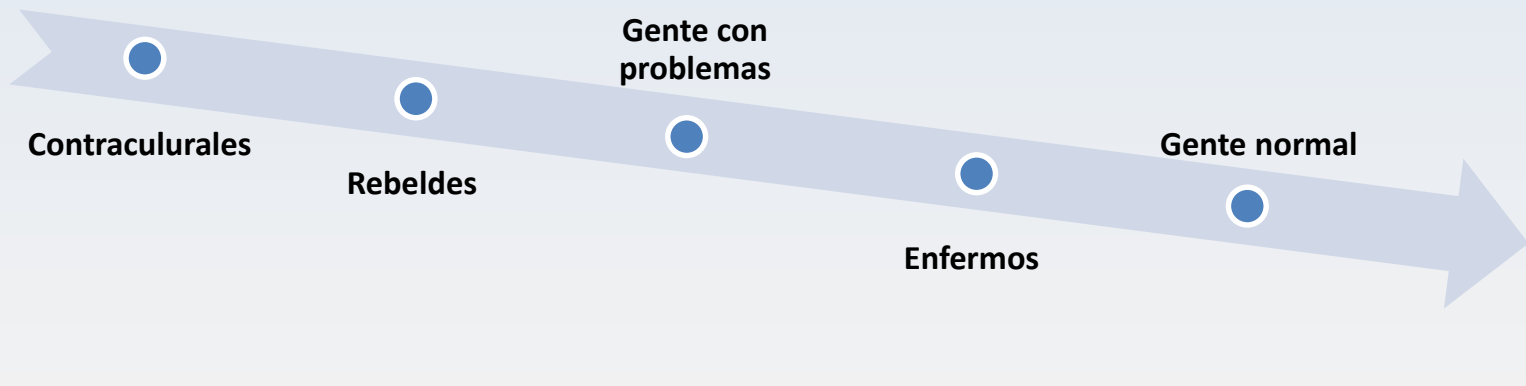 Contraculurales
Rebeldes
Gente con
problemas
Enfermos
Gente normal